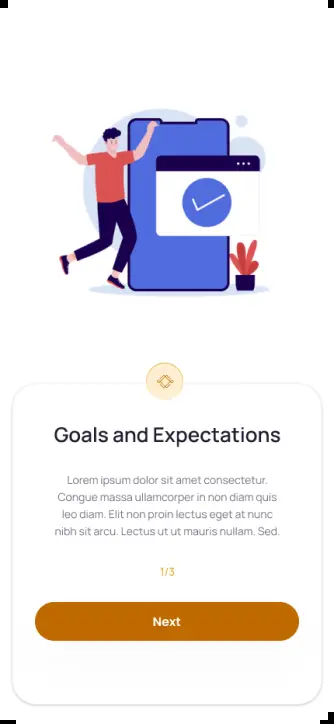 Goals and Expectations
Lorem ipsum dolor sit amet consectetur.
Congue massa ullamcorper in non diam quis
leo diam. Elit non proin lectus eget at nunc
nibh sit arcu. Lectus ut ut mauris nullam. Sed.
1/3
Next